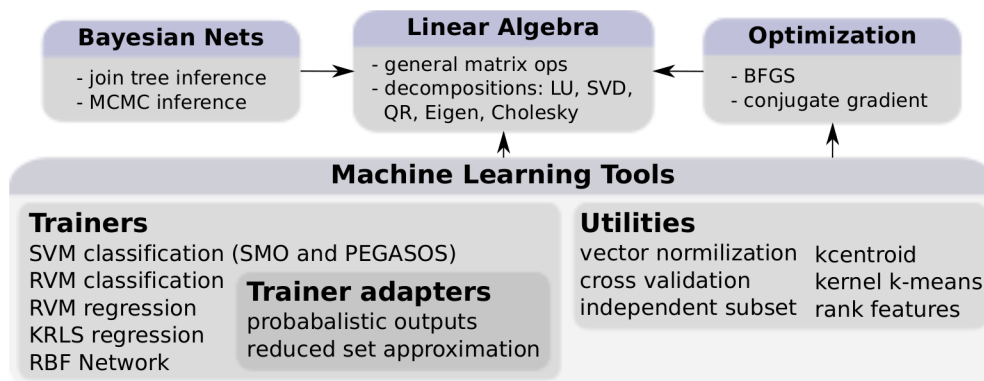 Bayesian Nets
- join tree inference
- MCMC inference
Linear Algebra
- general matrix ops
- decompositions: LU, SVD,
QR, Eigen, Cholesky
Optimization
- BFGS
- conjugate gradient
Machine Learning Tools
Trainers
SVM classification (SMO and PEGASOS)
RVM classification
RVM regression
KRLS regression
RBF Network
Trainer adapters
probabalistic outputs
reduced set approximation
Utilities
vector normilization
cross validation
independent subset
kcentroid
kernel k-means
rank features